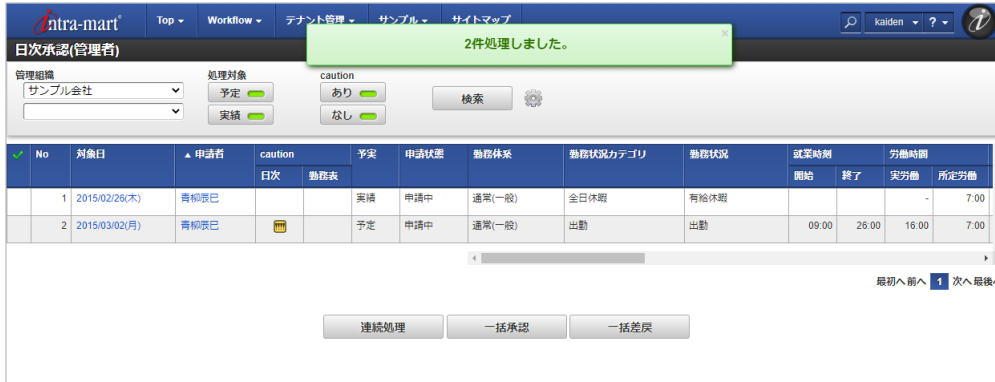 intra-mart Top Workflow テナント管理 サンプル サイトマップ kaiden ?
2件処理しました。 ×
日次承認(管理者)
管理組織 処理対象 caution
サンプル会社 予定 あり
実績 なし
検索
No 対象日 ▲ 申請者 caution 予実 申請状態 勤務体系 勤務状況カテゴリ 勤務状況 就業時刻 労働時間
日次 勤務表 開始 終了 実労働 所定労働
1 2015/02/26(木) 青柳辰巳 実績 申請中 通常(一般) 全日休暇 有給休暇 - 7:00
2 2015/03/02(月) 青柳辰巳 予定 申請中 通常(一般) 出勤 出勤 09:00 26:00 16:00 7:00
最初へ 前へ 1 次へ 最後へ
連続処理 一括承認 一括差戻